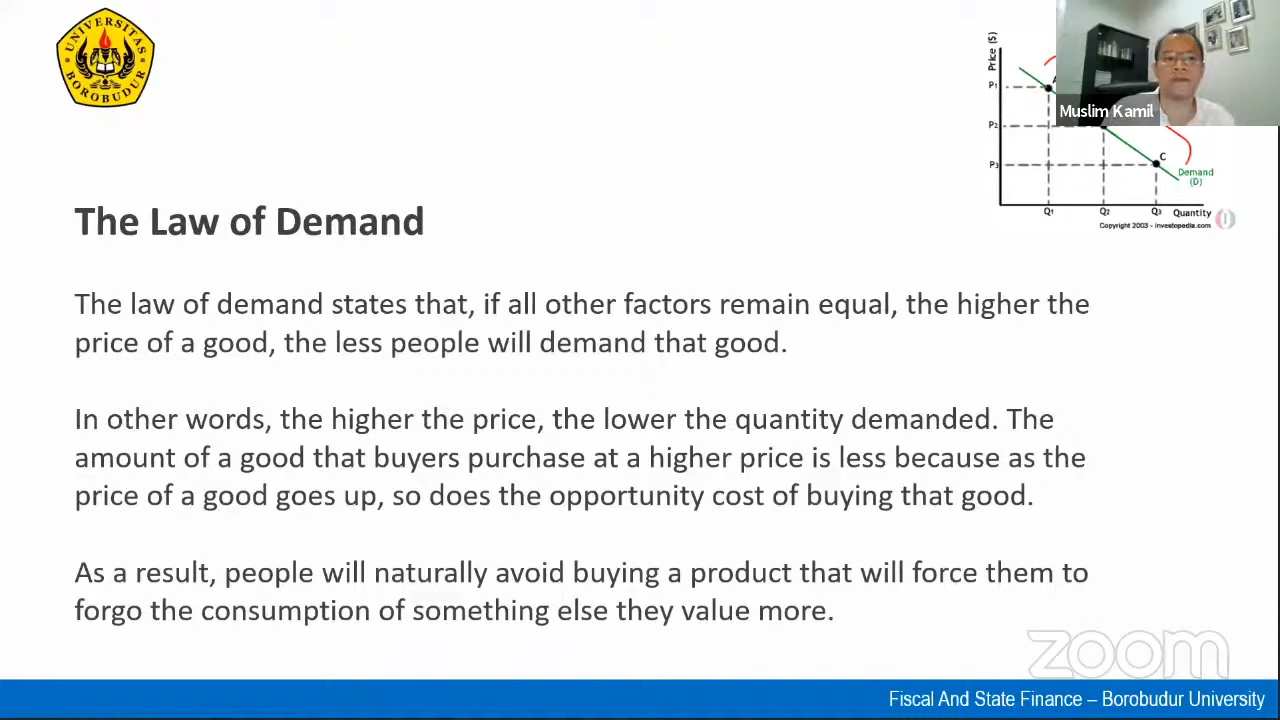 UNIVERSITAS
BOROBUDUR
Price ($)
P1
P2
P3
Muslim Kamil
C
Demand
(D)
Q1 Q2 Q3 Quantity
Copyright 2003 - Investopedia.com
The Law of Demand
The law of demand states that, if all other factors remain equal, the higher the
price of a good, the less people will demand that good.
In other words, the higher the price, the lower the quantity demanded. The
amount of a good that buyers purchase at a higher price is less because as the
price of a good goes up, so does the opportunity cost of buying that good.
As a result, people will naturally avoid buying a product that will force them to
forgo the consumption of something else they value more.
zoom
Fiscal And State Finance – Borobudur University